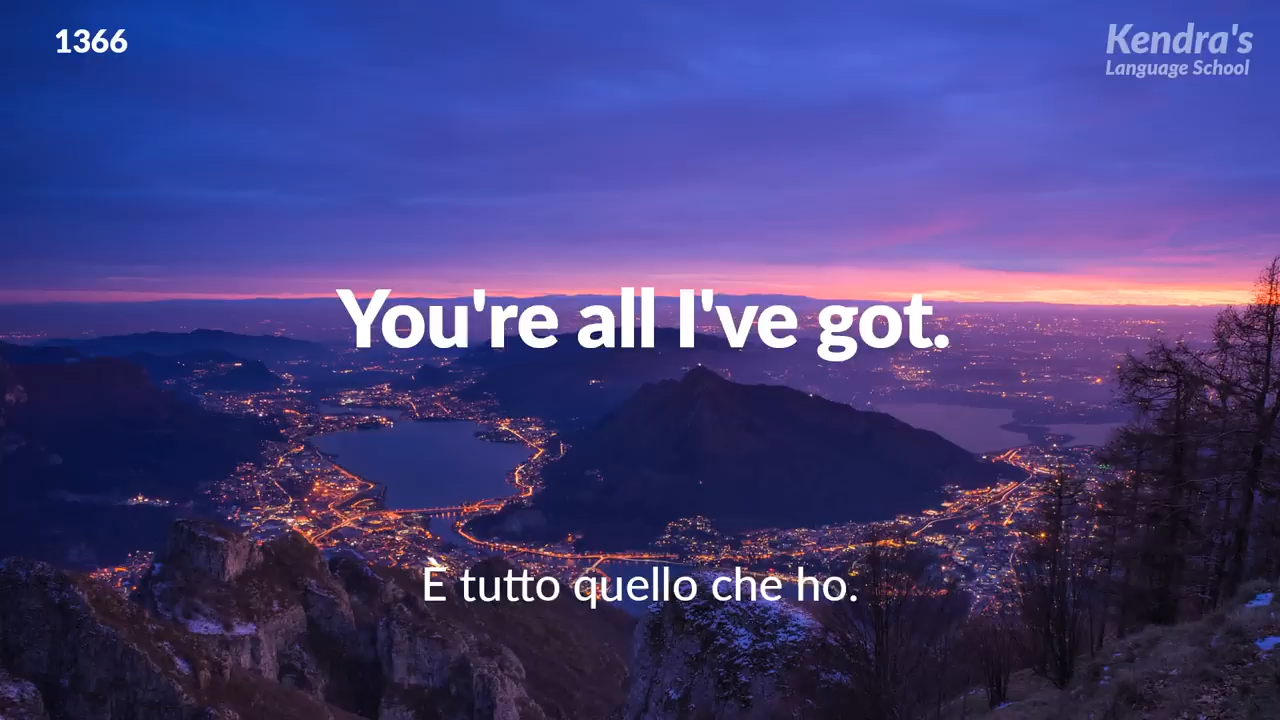 1366
Kendra's
Language School
You're all I've got.
È tutto quello che ho.